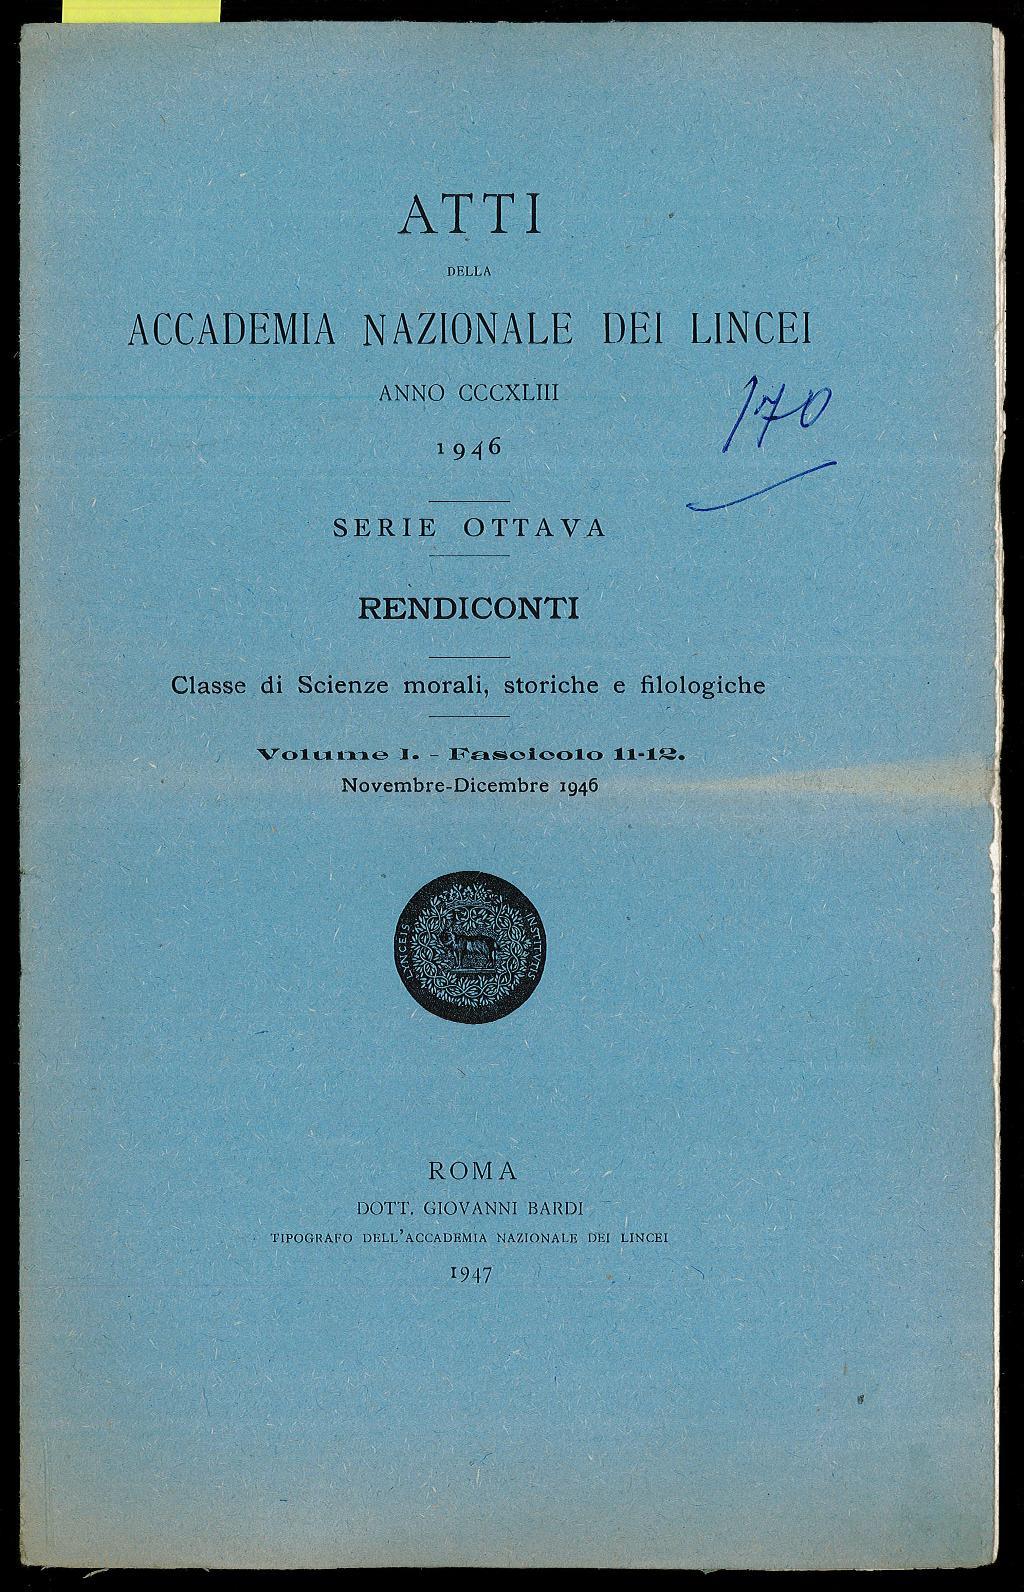 ATTI
DELLA
ACCADEMIA NAZIONALE DEI LINCEI
ANNO CCCXLIII
1946
170
SERIE OTTAVA
RENDICONTI
Classe di Scienze morali, storiche e filologiche
Volume I. - Fascicolo 11-12.
Novembre-Dicembre 1946
LYNCEIS INSTITVTIS
ROMA
DOTT. GIOVANNI BARDI
TIPOGRAFO DELL'ACCADEMIA NAZIONALE DEI LINCEI
1947